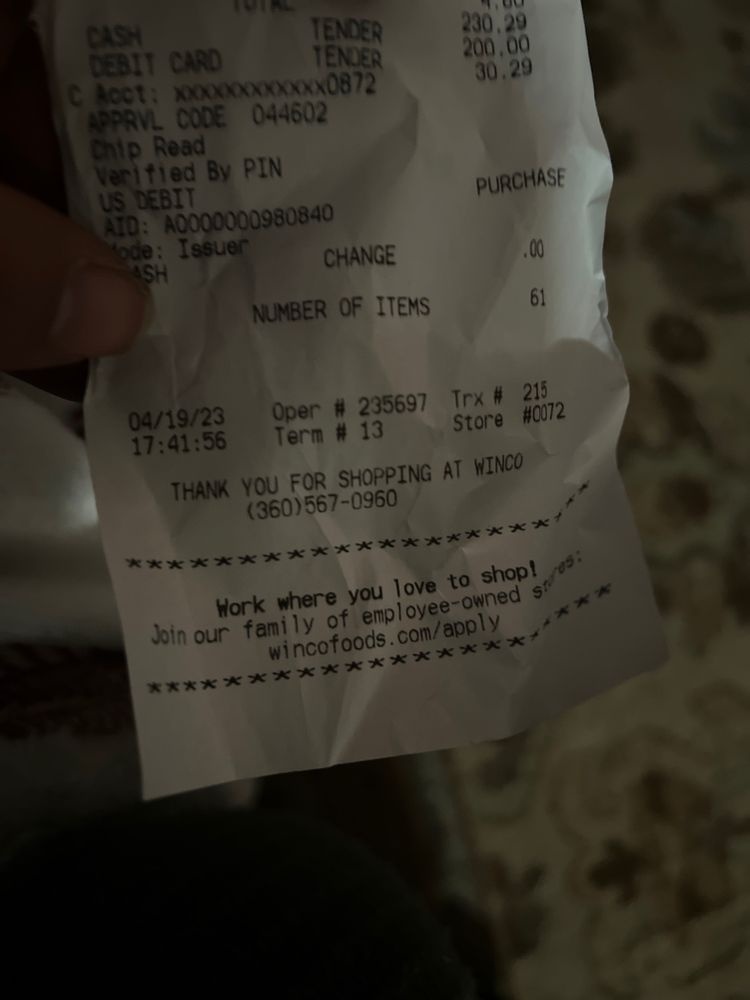 TOTAL 230.29
CASH TENDER 200.00
DEBIT CARD TENDER 30.29
C Acct: xxxxxxxxxxxx0872
APPRVL CODE 044602
Chip Read
Verified By PIN
US DEBIT PURCHASE
AID: A0000000980840
Mode: Issuer
CASH CHANGE .00
NUMBER OF ITEMS 61
04/19/23 Oper # 235697 Trx # 215
17:41:56 Term # 13 Store #0072
THANK YOU FOR SHOPPING AT WINCO
(360)567-0960
*********************
Work where you love to shop!
Join our family of employee-owned stores:
wincofoods.com/apply
*********************